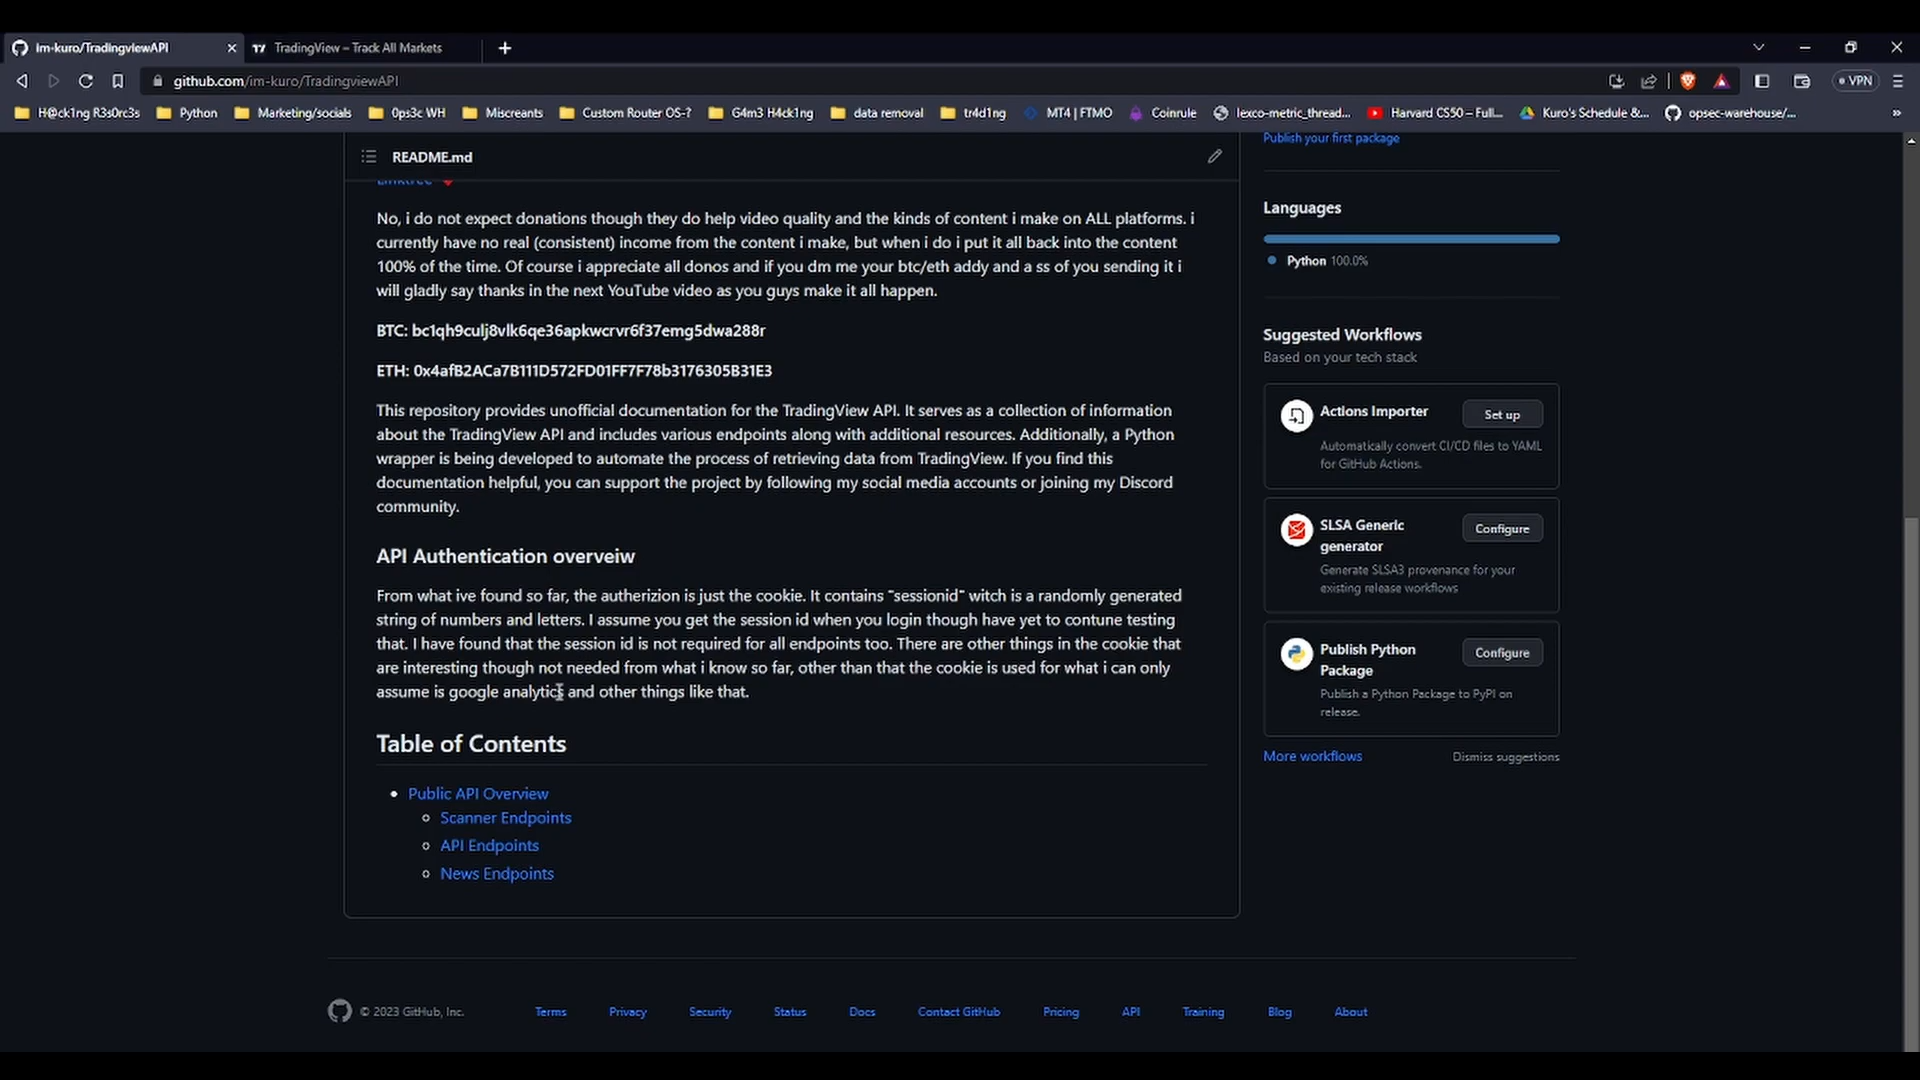 im-kuro/TradingviewAPI
TradingView – Track All Markets
github.com/im-kuro/TradingviewAPI
VPN
H@ck1ng R3s0rc3s
Python
Marketing/socials
0ps3c WH
Miscreants
Custom Router OS-?
G4m3 H4ck1ng
data removal
tr4d1ng
MT4 | FTMO
Coinrule
lexco-metric_thread...
Harvard CS50 – Full...
Kuro's Schedule &...
opsec-warehouse/...
»
Publish your first package
README.md
Linktree
No, i do not expect donations though they do help video quality and the kinds of content i make on ALL platforms. i
currently have no real (consistent) income from the content i make, but when i do i put it all back into the content
100% of the time. Of course i appreciate all donos and if you dm me your btc/eth addy and a ss of you sending it i
will gladly say thanks in the next YouTube video as you guys make it all happen.
BTC: bc1qh9culj8vlk6qe36apkwcrvr6f37emg5dwa288r
ETH: 0x4afB2ACa7B111D572FD01FF7F78b3176305B31E3
This repository provides unofficial documentation for the TradingView API. It serves as a collection of information
about the TradingView API and includes various endpoints along with additional resources. Additionally, a Python
wrapper is being developed to automate the process of retrieving data from TradingView. If you find this
documentation helpful, you can support the project by following my social media accounts or joining my Discord
community.
API Authentication overveiw
From what ive found so far, the autherizion is just the cookie. It contains "sessionid" witch is a randomly generated
string of numbers and letters. I assume you get the session id when you login though have yet to contune testing
that. I have found that the session id is not required for all endpoints too. There are other things in the cookie that
are interesting though not needed from what i know so far, other than that the cookie is used for what i can only
assume is google analytics and other things like that.
Table of Contents
Public API Overview
Scanner Endpoints
API Endpoints
News Endpoints
Languages
Python 100.0%
Suggested Workflows
Based on your tech stack
Actions Importer
Set up
Automatically convert CI/CD files to YAML
for GitHub Actions.
SLSA Generic
generator
Configure
Generate SLSA3 provenance for your
existing release workflows
Publish Python
Package
Configure
Publish a Python Package to PyPI on
release.
More workflows
Dismiss suggestions
© 2023 GitHub, Inc.
Terms
Privacy
Security
Status
Docs
Contact GitHub
Pricing
API
Training
Blog
About